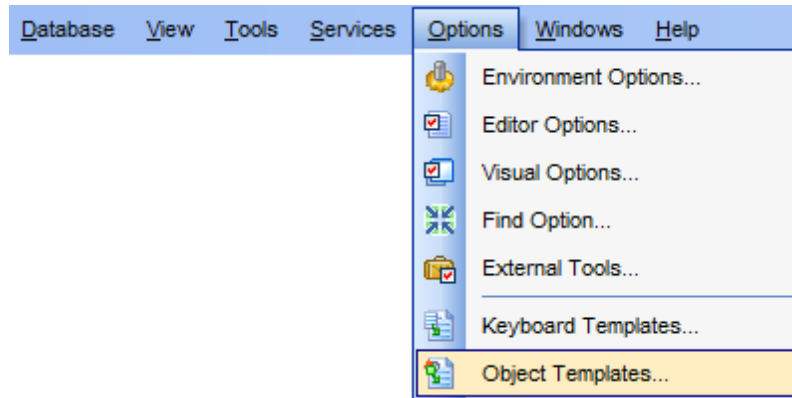 Database View Tools Services Options Windows Help
Environment Options...
Editor Options...
Visual Options...
Find Option...
External Tools...
Keyboard Templates...
Object Templates...